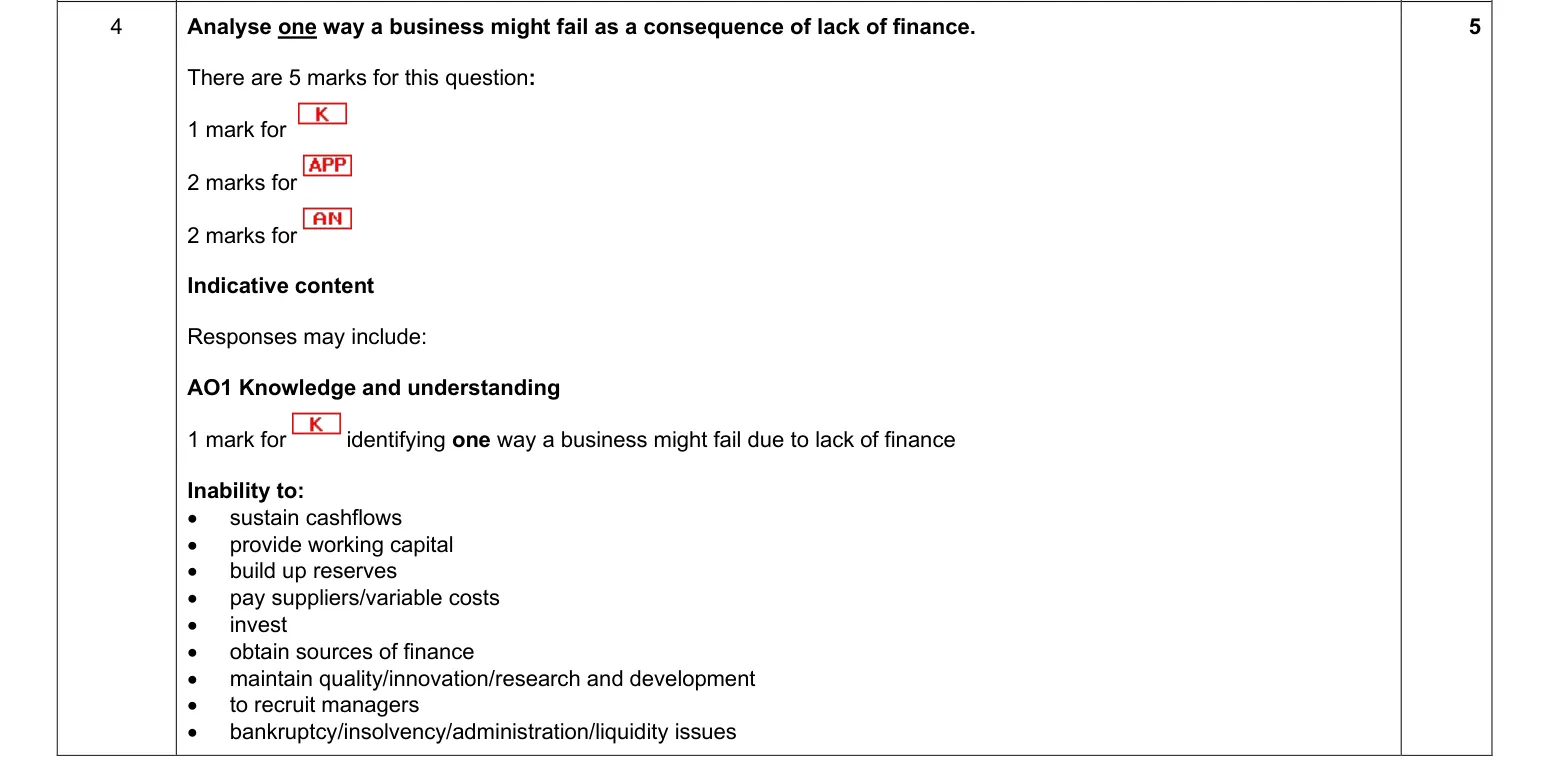 4 Analyse one way a business might fail as a consequence of lack of finance. 5
There are 5 marks for this question:
1 mark for K
2 marks for APP
2 marks for AN
Indicative content
Responses may include:
AO1 Knowledge and understanding
1 mark for K identifying one way a business might fail due to lack of finance
Inability to:
• sustain cashflows
• provide working capital
• build up reserves
• pay suppliers/variable costs
• invest
• obtain sources of finance
• maintain quality/innovation/research and development
• to recruit managers
• bankruptcy/insolvency/administration/liquidity issues